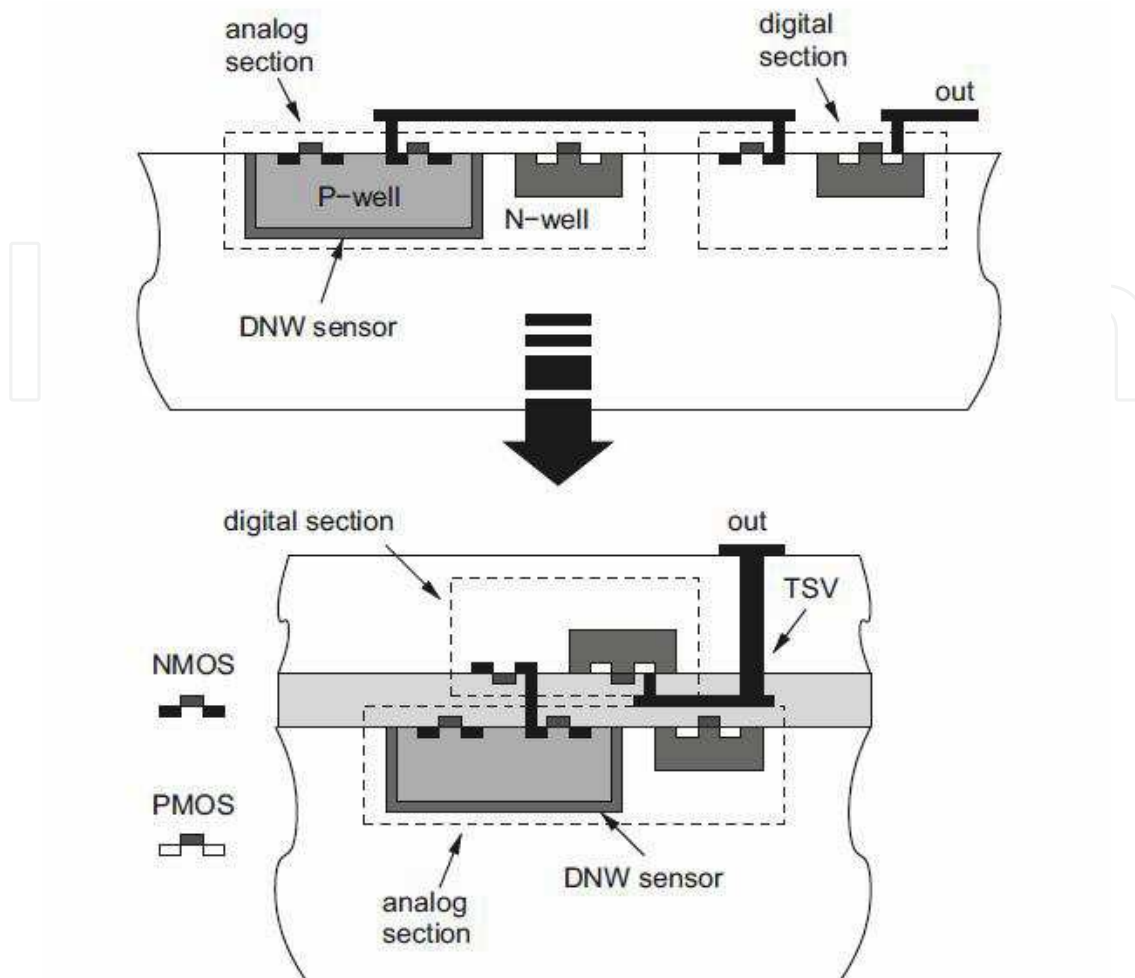 analog
section
digital
section
out
P-well
N-well
DNW sensor
digital section
out
TSV
NMOS
PMOS
DNW sensor
analog
section